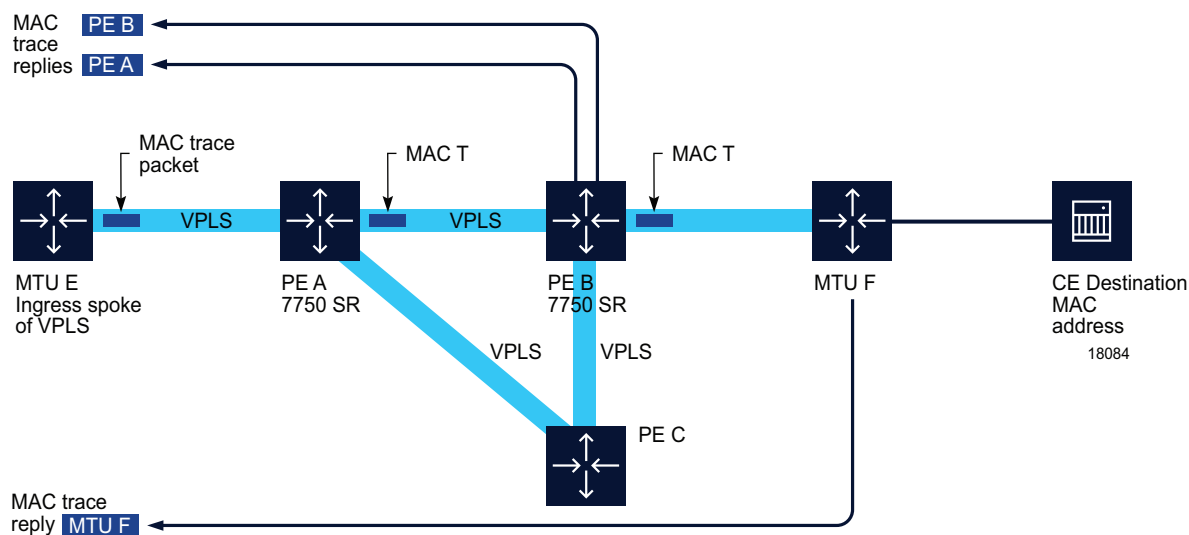 MAC
trace
replies
PE B
PE A
MAC trace
packet
MAC T
MAC T
VPLS
VPLS
MTU E
Ingress spoke
of VPLS
PE A
7750 SR
PE B
7750 SR
MTU F
CE Destination
MAC
address
18084
VPLS
VPLS
PE C
MAC trace
reply MTU F